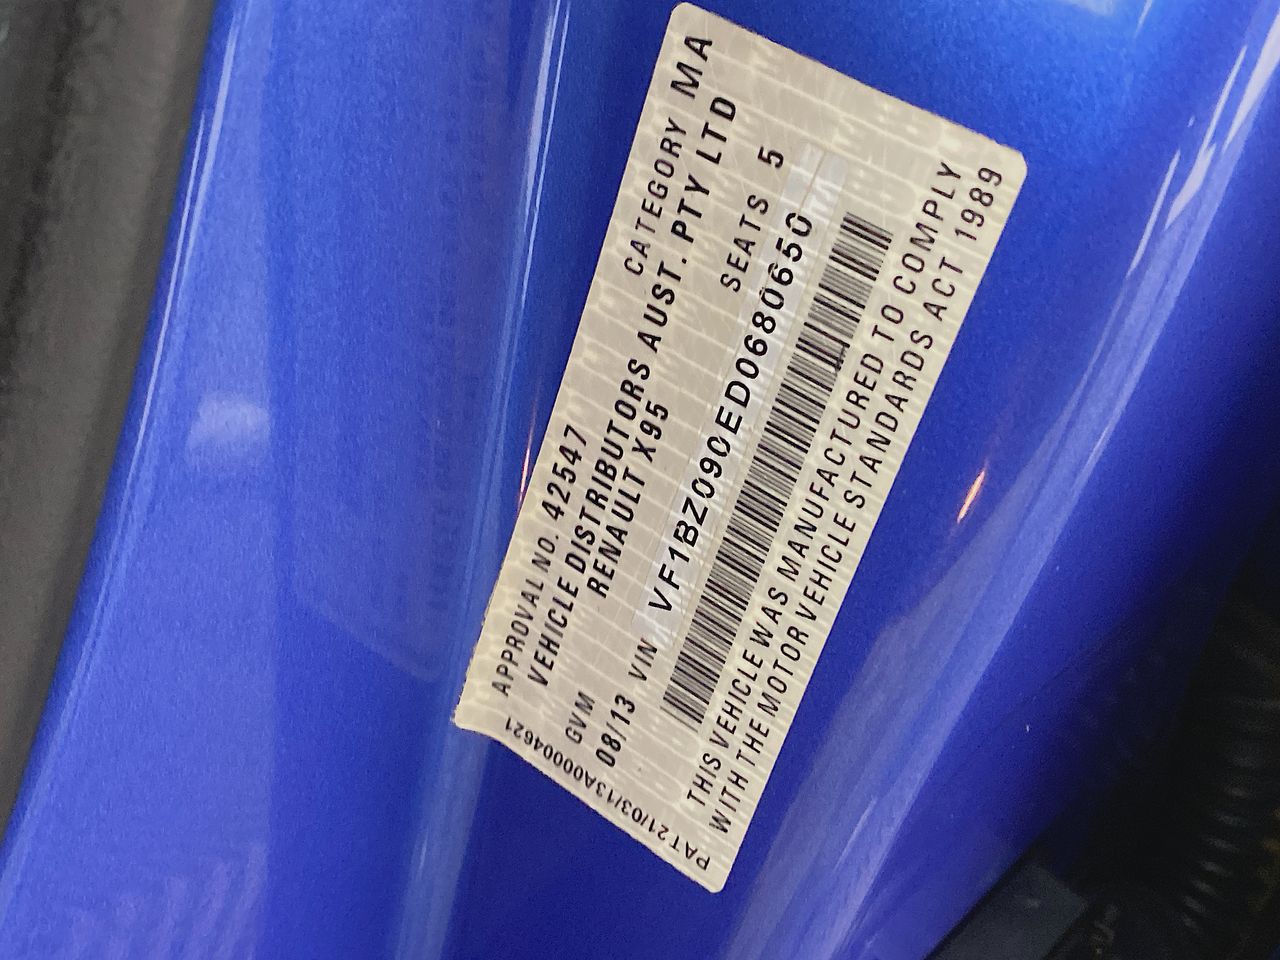 APPROVAL NO. 42547 CATEGORY MA
VEHICLE DISTRIBUTORS AUST. PTY LTD
RENAULT X95
GVM SEATS 5
08/13 VIN VF1BZ090ED0680650
THIS VEHICLE WAS MANUFACTURED TO COMPLY
WITH THE MOTOR VEHICLE STANDARDS ACT 1989
PAT21/03/13A00004621